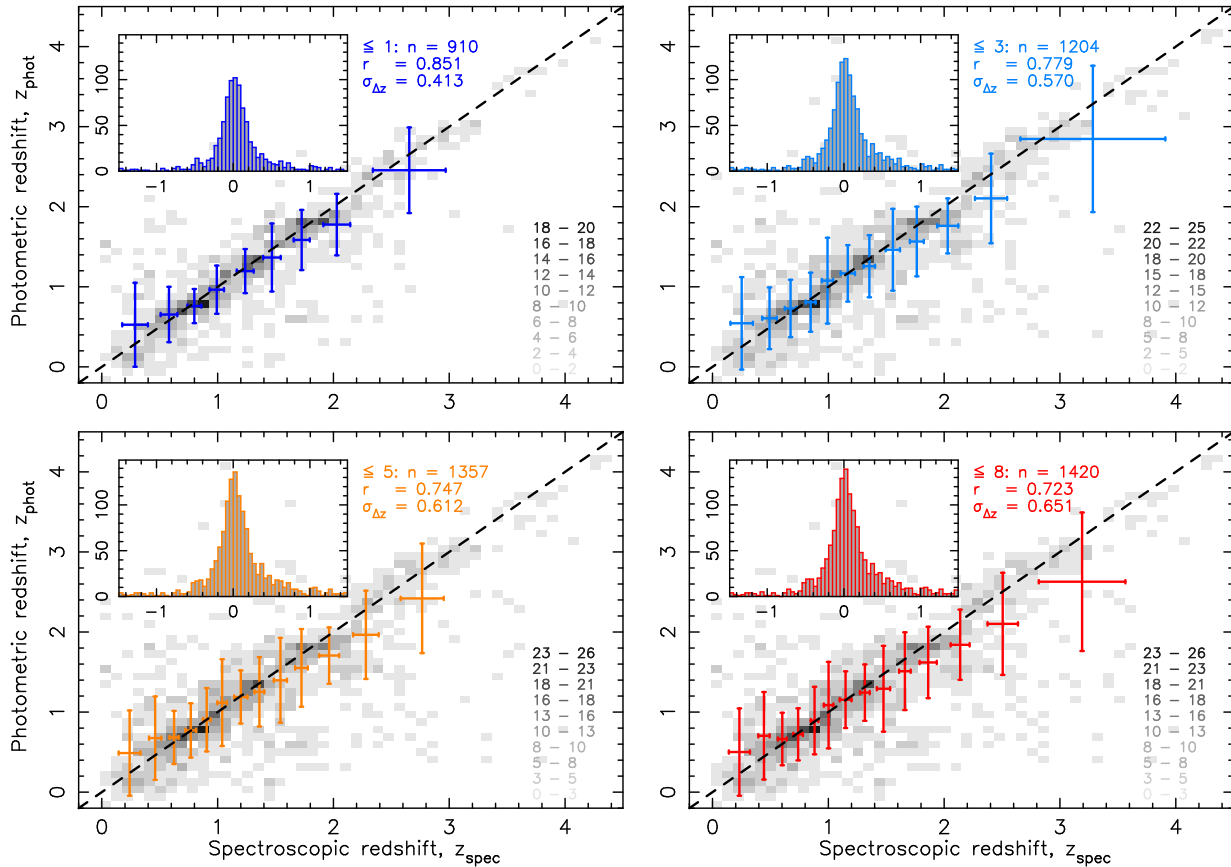 ≦ 1: n = 910
r = 0.851
σΔz = 0.413
4
3
2
1
0
100
50
0
−1 0 1
18 − 20
16 − 18
14 − 16
12 − 14
10 − 12
8 − 10
6 − 8
4 − 6
2 − 4
0 − 2
0 1 2 3 4
Photometric redshift, zphot
≦ 3: n = 1204
r = 0.779
σΔz = 0.570
4
3
2
1
0
100
50
0
−1 0 1
22 − 25
20 − 22
18 − 20
15 − 18
12 − 15
10 − 12
8 − 10
5 − 8
2 − 5
0 − 2
0 1 2 3 4
≦ 5: n = 1357
r = 0.747
σΔz = 0.612
4
3
2
1
0
100
50
0
−1 0 1
23 − 26
21 − 23
18 − 21
16 − 18
13 − 16
10 − 13
8 − 10
5 − 8
3 − 5
0 − 3
0 1 2 3 4
Photometric redshift, zphot
Spectroscopic redshift, zspec
≦ 8: n = 1420
r = 0.723
σΔz = 0.651
4
3
2
1
0
100
50
0
−1 0 1
23 − 26
21 − 23
18 − 21
16 − 18
13 − 16
10 − 13
8 − 10
5 − 8
3 − 5
0 − 3
0 1 2 3 4
Spectroscopic redshift, zspec